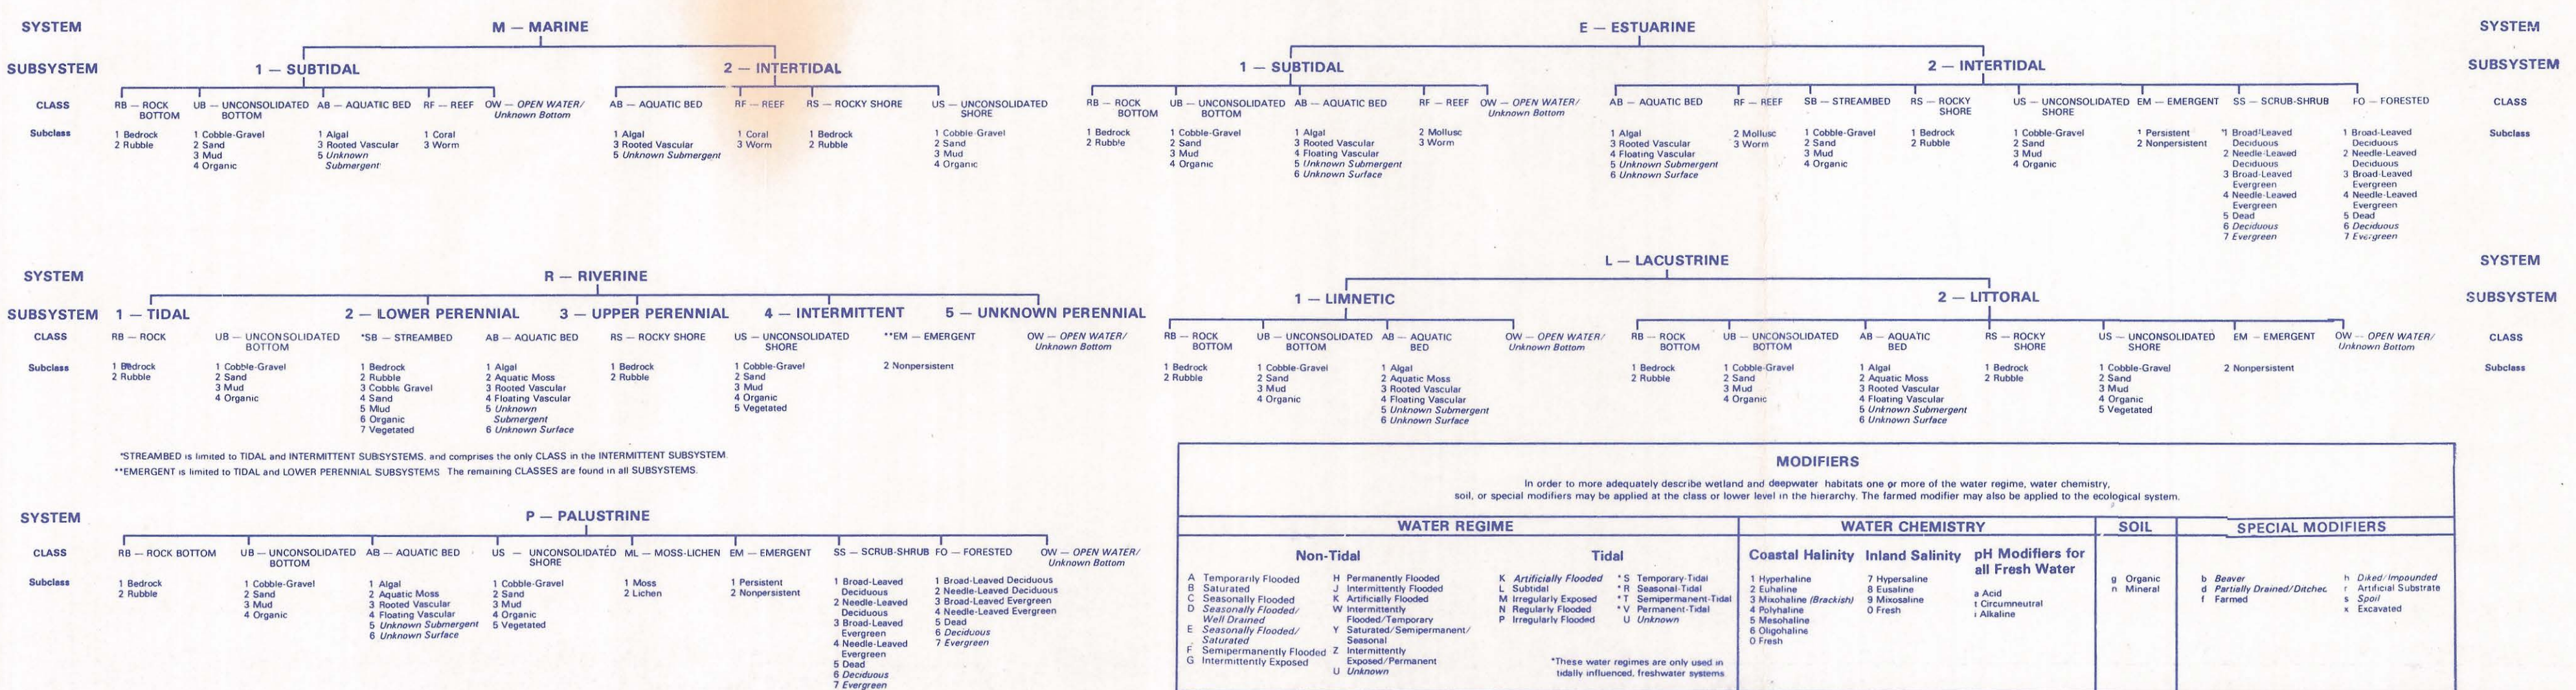 SYSTEM
M — MARINE
E — ESTUARINE
SYSTEM
SUBSYSTEM
1 — SUBTIDAL
2 — INTERTIDAL
1 — SUBTIDAL
2 — INTERTIDAL
SUBSYSTEM
CLASS
RB — ROCK
BOTTOM
UB — UNCONSOLIDATED
BOTTOM
AB — AQUATIC BED
RF — REEF
OW — OPEN WATER/
Unknown Bottom
AB — AQUATIC BED
RF — REEF
RS — ROCKY SHORE
US — UNCONSOLIDATED
SHORE
RB — ROCK
BOTTOM
UB — UNCONSOLIDATED
BOTTOM
AB — AQUATIC BED
RF — REEF
OW — OPEN WATER/
Unknown Bottom
AB — AQUATIC BED
RF — REEF
SB — STREAMBED
RS — ROCKY
SHORE
US — UNCONSOLIDATED
SHORE
EM — EMERGENT
SS — SCRUB-SHRUB
FO — FORESTED
CLASS
Subclass
1 Bedrock
2 Rubble
1 Cobble-Gravel
2 Sand
3 Mud
4 Organic
1 Algal
3 Rooted Vascular
5 Unknown
Submergent
1 Coral
3 Worm
1 Algal
3 Rooted Vascular
5 Unknown Submergent
1 Coral
3 Worm
1 Bedrock
2 Rubble
1 Cobble-Gravel
2 Sand
3 Mud
4 Organic
1 Bedrock
2 Rubble
1 Cobble-Gravel
2 Sand
3 Mud
4 Organic
1 Algal
3 Rooted Vascular
4 Floating Vascular
5 Unknown Submergent
6 Unknown Surface
2 Mollusc
3 Worm
1 Algal
3 Rooted Vascular
4 Floating Vascular
5 Unknown Submergent
6 Unknown Surface
2 Mollusc
3 Worm
1 Cobble-Gravel
2 Sand
3 Mud
4 Organic
1 Bedrock
2 Rubble
1 Cobble-Gravel
2 Sand
3 Mud
4 Organic
1 Persistent
2 Nonpersistent
1 Broad-Leaved
Deciduous
2 Needle-Leaved
Deciduous
3 Broad-Leaved
Evergreen
4 Needle-Leaved
Evergreen
5 Dead
6 Deciduous
7 Evergreen
1 Broad-Leaved
Deciduous
2 Needle-Leaved
Deciduous
3 Broad-Leaved
Evergreen
4 Needle-Leaved
Evergreen
5 Dead
6 Deciduous
7 Evergreen
Subclass
SYSTEM
R — RIVERINE
L — LACUSTRINE
SYSTEM
SUBSYSTEM
1 — TIDAL
2 — LOWER PERENNIAL
3 — UPPER PERENNIAL
4 — INTERMITTENT
5 — UNKNOWN PERENNIAL
1 — LIMNETIC
2 — LITTORAL
SUBSYSTEM
CLASS
RB — ROCK
UB — UNCONSOLIDATED
BOTTOM
*SB — STREAMBED
AB — AQUATIC BED
RS — ROCKY SHORE
US — UNCONSOLIDATED
SHORE
**EM — EMERGENT
OW — OPEN WATER/
Unknown Bottom
RB — ROCK
BOTTOM
UB — UNCONSOLIDATED
BOTTOM
AB — AQUATIC
BED
OW — OPEN WATER/
Unknown Bottom
RB — ROCK
BOTTOM
UB — UNCONSOLIDATED
BOTTOM
AB — AQUATIC
BED
RS — ROCKY
SHORE
US — UNCONSOLIDATED
SHORE
EM — EMERGENT
OW — OPEN WATER/
Unknown Bottom
CLASS
Subclass
1 Bedrock
2 Rubble
1 Cobble-Gravel
2 Sand
3 Mud
4 Organic
1 Bedrock
2 Rubble
3 Cobble Gravel
4 Sand
5 Mud
6 Organic
7 Vegetated
1 Algal
2 Aquatic Moss
3 Rooted Vascular
4 Floating Vascular
5 Unknown
Submergent
6 Unknown Surface
1 Bedrock
2 Rubble
1 Cobble-Gravel
2 Sand
3 Mud
4 Organic
5 Vegetated
2 Nonpersistent
1 Bedrock
2 Rubble
1 Cobble-Gravel
2 Sand
3 Mud
4 Organic
1 Algal
2 Aquatic Moss
3 Rooted Vascular
4 Floating Vascular
5 Unknown Submergent
6 Unknown Surface
1 Bedrock
2 Rubble
1 Cobble-Gravel
2 Sand
3 Mud
4 Organic
1 Algal
2 Aquatic Moss
3 Rooted Vascular
4 Floating Vascular
5 Unknown Submergent
6 Unknown Surface
1 Bedrock
2 Rubble
1 Cobble-Gravel
2 Sand
3 Mud
4 Organic
5 Vegetated
2 Nonpersistent
Subclass
*STREAMBED is limited to TIDAL and INTERMITTENT SUBSYSTEMS, and comprises the only CLASS in the INTERMITTENT SUBSYSTEM.
**EMERGENT is limited to TIDAL and LOWER PERENNIAL SUBSYSTEMS. The remaining CLASSES are found in all SUBSYSTEMS.
SYSTEM
P — PALUSTRINE
CLASS
RB — ROCK BOTTOM
UB — UNCONSOLIDATED
BOTTOM
AB — AQUATIC BED
US — UNCONSOLIDATED
SHORE
ML — MOSS-LICHEN
EM — EMERGENT
SS — SCRUB-SHRUB
FO — FORESTED
OW — OPEN WATER/
Unknown Bottom
Subclass
1 Bedrock
2 Rubble
1 Cobble-Gravel
2 Sand
3 Mud
4 Organic
1 Algal
2 Aquatic Moss
3 Rooted Vascular
4 Floating Vascular
5 Unknown Submergent
6 Unknown Surface
1 Cobble-Gravel
2 Sand
3 Mud
4 Organic
5 Vegetated
1 Moss
2 Lichen
1 Persistent
2 Nonpersistent
1 Broad-Leaved
Deciduous
2 Needle-Leaved
Deciduous
3 Broad-Leaved
Evergreen
4 Needle-Leaved
Evergreen
5 Dead
6 Deciduous
7 Evergreen
1 Broad-Leaved Deciduous
2 Needle-Leaved Deciduous
3 Broad-Leaved Evergreen
4 Needle-Leaved Evergreen
5 Dead
6 Deciduous
7 Evergreen
MODIFIERS
In order to more adequately describe wetland and deepwater habitats one or more of the water regime, water chemistry,
soil, or special modifiers may be applied at the class or lower level in the hierarchy. The farmed modifier may also be applied to the ecological system.
WATER REGIME
WATER CHEMISTRY
SOIL
SPECIAL MODIFIERS
Non-Tidal
A Temporarily Flooded
B Saturated
C Seasonally Flooded
D Seasonally Flooded/
Well Drained
E Seasonally Flooded/
Saturated
F Semipermanently Flooded
G Intermittently Exposed
H Permanently Flooded
J Intermittently Flooded
K Artificially Flooded
W Intermittently
Flooded/Temporary
Y Saturated/Semipermanent/
Seasonal
Z Intermittently
Exposed/Permanent
U Unknown
Tidal
K Artificially Flooded
L Subtidal
M Irregularly Exposed
N Regularly Flooded
P Irregularly Flooded
*S Temporary-Tidal
*R Seasonal-Tidal
*T Semipermanent-Tidal
*V Permanent-Tidal
U Unknown
*These water regimes are only used in
tidally influenced, freshwater systems
Coastal Halinity
1 Hyperhaline
2 Euhaline
3 Mixohaline (Brackish)
4 Polyhaline
5 Mesohaline
6 Oligohaline
0 Fresh
Inland Salinity
7 Hypersaline
8 Eusaline
9 Mixosaline
0 Fresh
pH Modifiers for
all Fresh Water
a Acid
t Circumneutral
i Alkaline
g Organic
n Mineral
b Beaver
d Partially Drained/Ditched
f Farmed
h Diked/Impounded
r Artificial Substrate
s Spoil
x Excavated